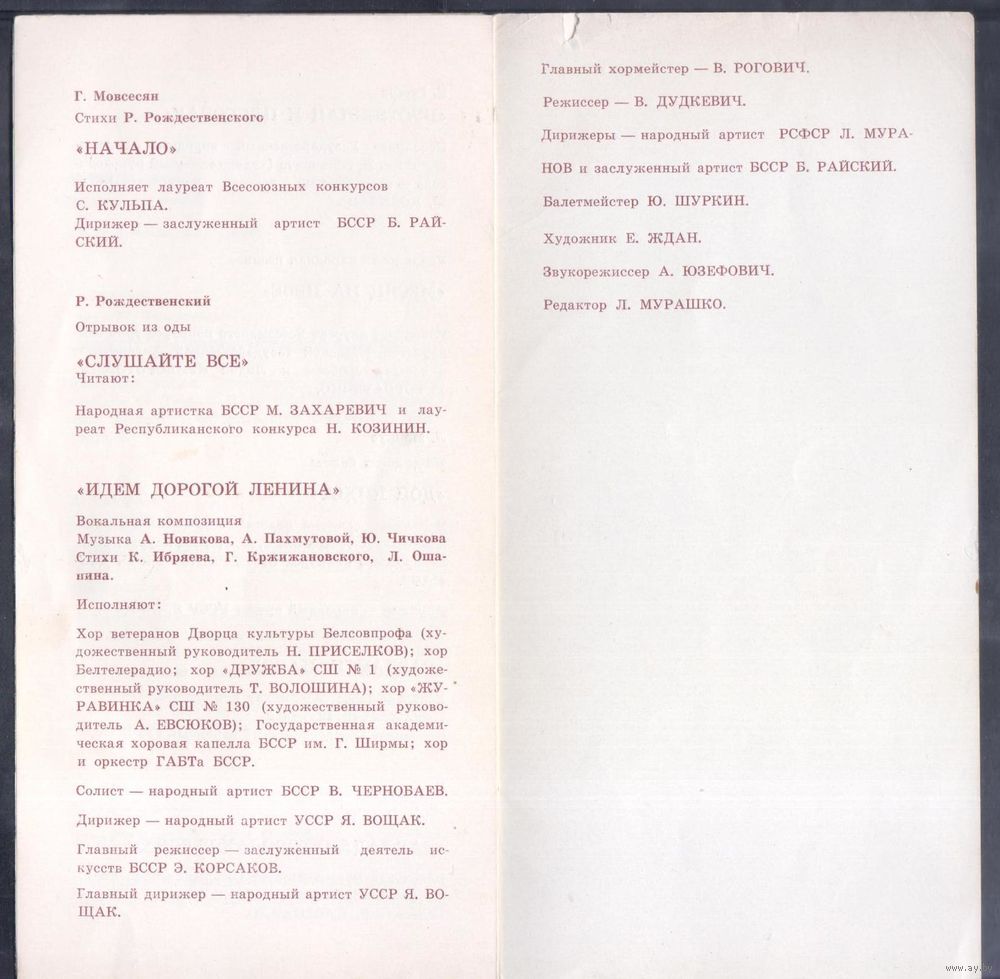 Г. Мовсесян
Стихи Р. Рождественского
«НАЧАЛО»
Исполняет лауреат Всесоюзных конкурсов
С. КУЛЬПА.
Дирижер — заслуженный артист БССР Б. РАЙ-
СКИЙ.
Р. Рождественский
Отрывок из оды
«СЛУШАЙТЕ ВСЕ»
Читают:
Народная артистка БССР М. ЗАХАРЕВИЧ и лау-
реат Республиканского конкурса Н. КОЗИНИН.
«ИДЕМ ДОРОГОЙ ЛЕНИНА»
Вокальная композиция
Музыка А. Новикова, А. Пахмутовой, Ю. Чичкова
Стихи К. Ибряева, Г. Кржижановского, Л. Оша-
нина.
Исполняют:
Хор ветеранов Дворца культуры Белсовпрофа (ху-
дожественный руководитель Н. ПРИСЕЛКОВ); хор
Белтелерадио; хор «ДРУЖБА» СШ № 1 (художе-
ственный руководитель Т. ВОЛОШИНА); хор «ЖУ-
РАВИНКА» СШ № 130 (художественный руково-
дитель А. ЕВСЮКОВ); Государственная академи-
ческая хоровая капелла БССР им. Г. Ширмы; хор
и оркестр ГАБТа БССР.
Солист — народный артист БССР В. ЧЕРНОБАЕВ.
Дирижер — народный артист УССР Я. ВОЩАК.
Главный режиссер — заслуженный деятель ис-
кусств БССР Э. КОРСАКОВ.
Главный дирижер — народный артист УССР Я. ВО-
ЩАК.
Главный хормейстер — В. РОГОВИЧ.
Режиссер — В. ДУДКЕВИЧ.
Дирижеры — народный артист РСФСР Л. МУРА-
НОВ и заслуженный артист БССР Б. РАЙСКИЙ.
Балетмейстер Ю. ШУРКИН.
Художник Е. ЖДАН.
Звукорежиссер А. ЮЗЕФОВИЧ.
Редактор Л. МУРАШКО.